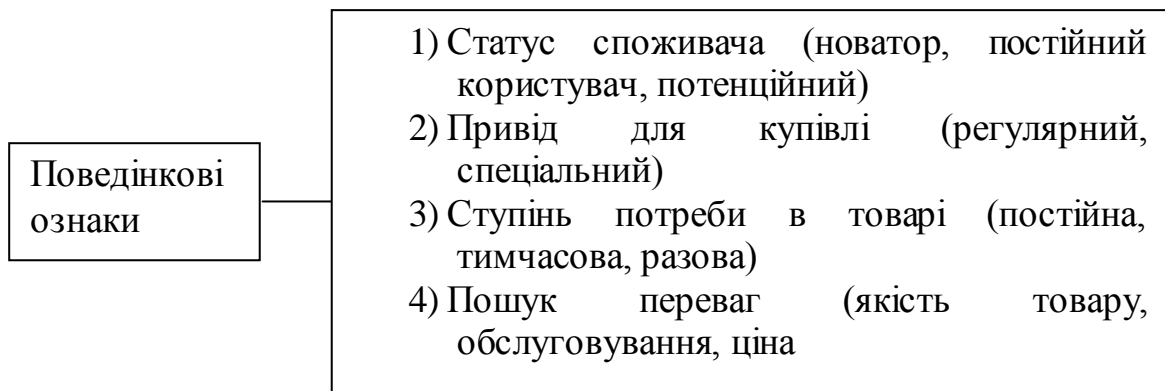 Поведінкові
ознаки
1) Статус споживача (новатор, постійний
користувач, потенційний)
2) Привід для купівлі (регулярний,
спеціальний)
3) Ступінь потреби в товарі (постійна,
тимчасова, разова)
4) Пошук переваг (якість товару,
обслуговування, ціна